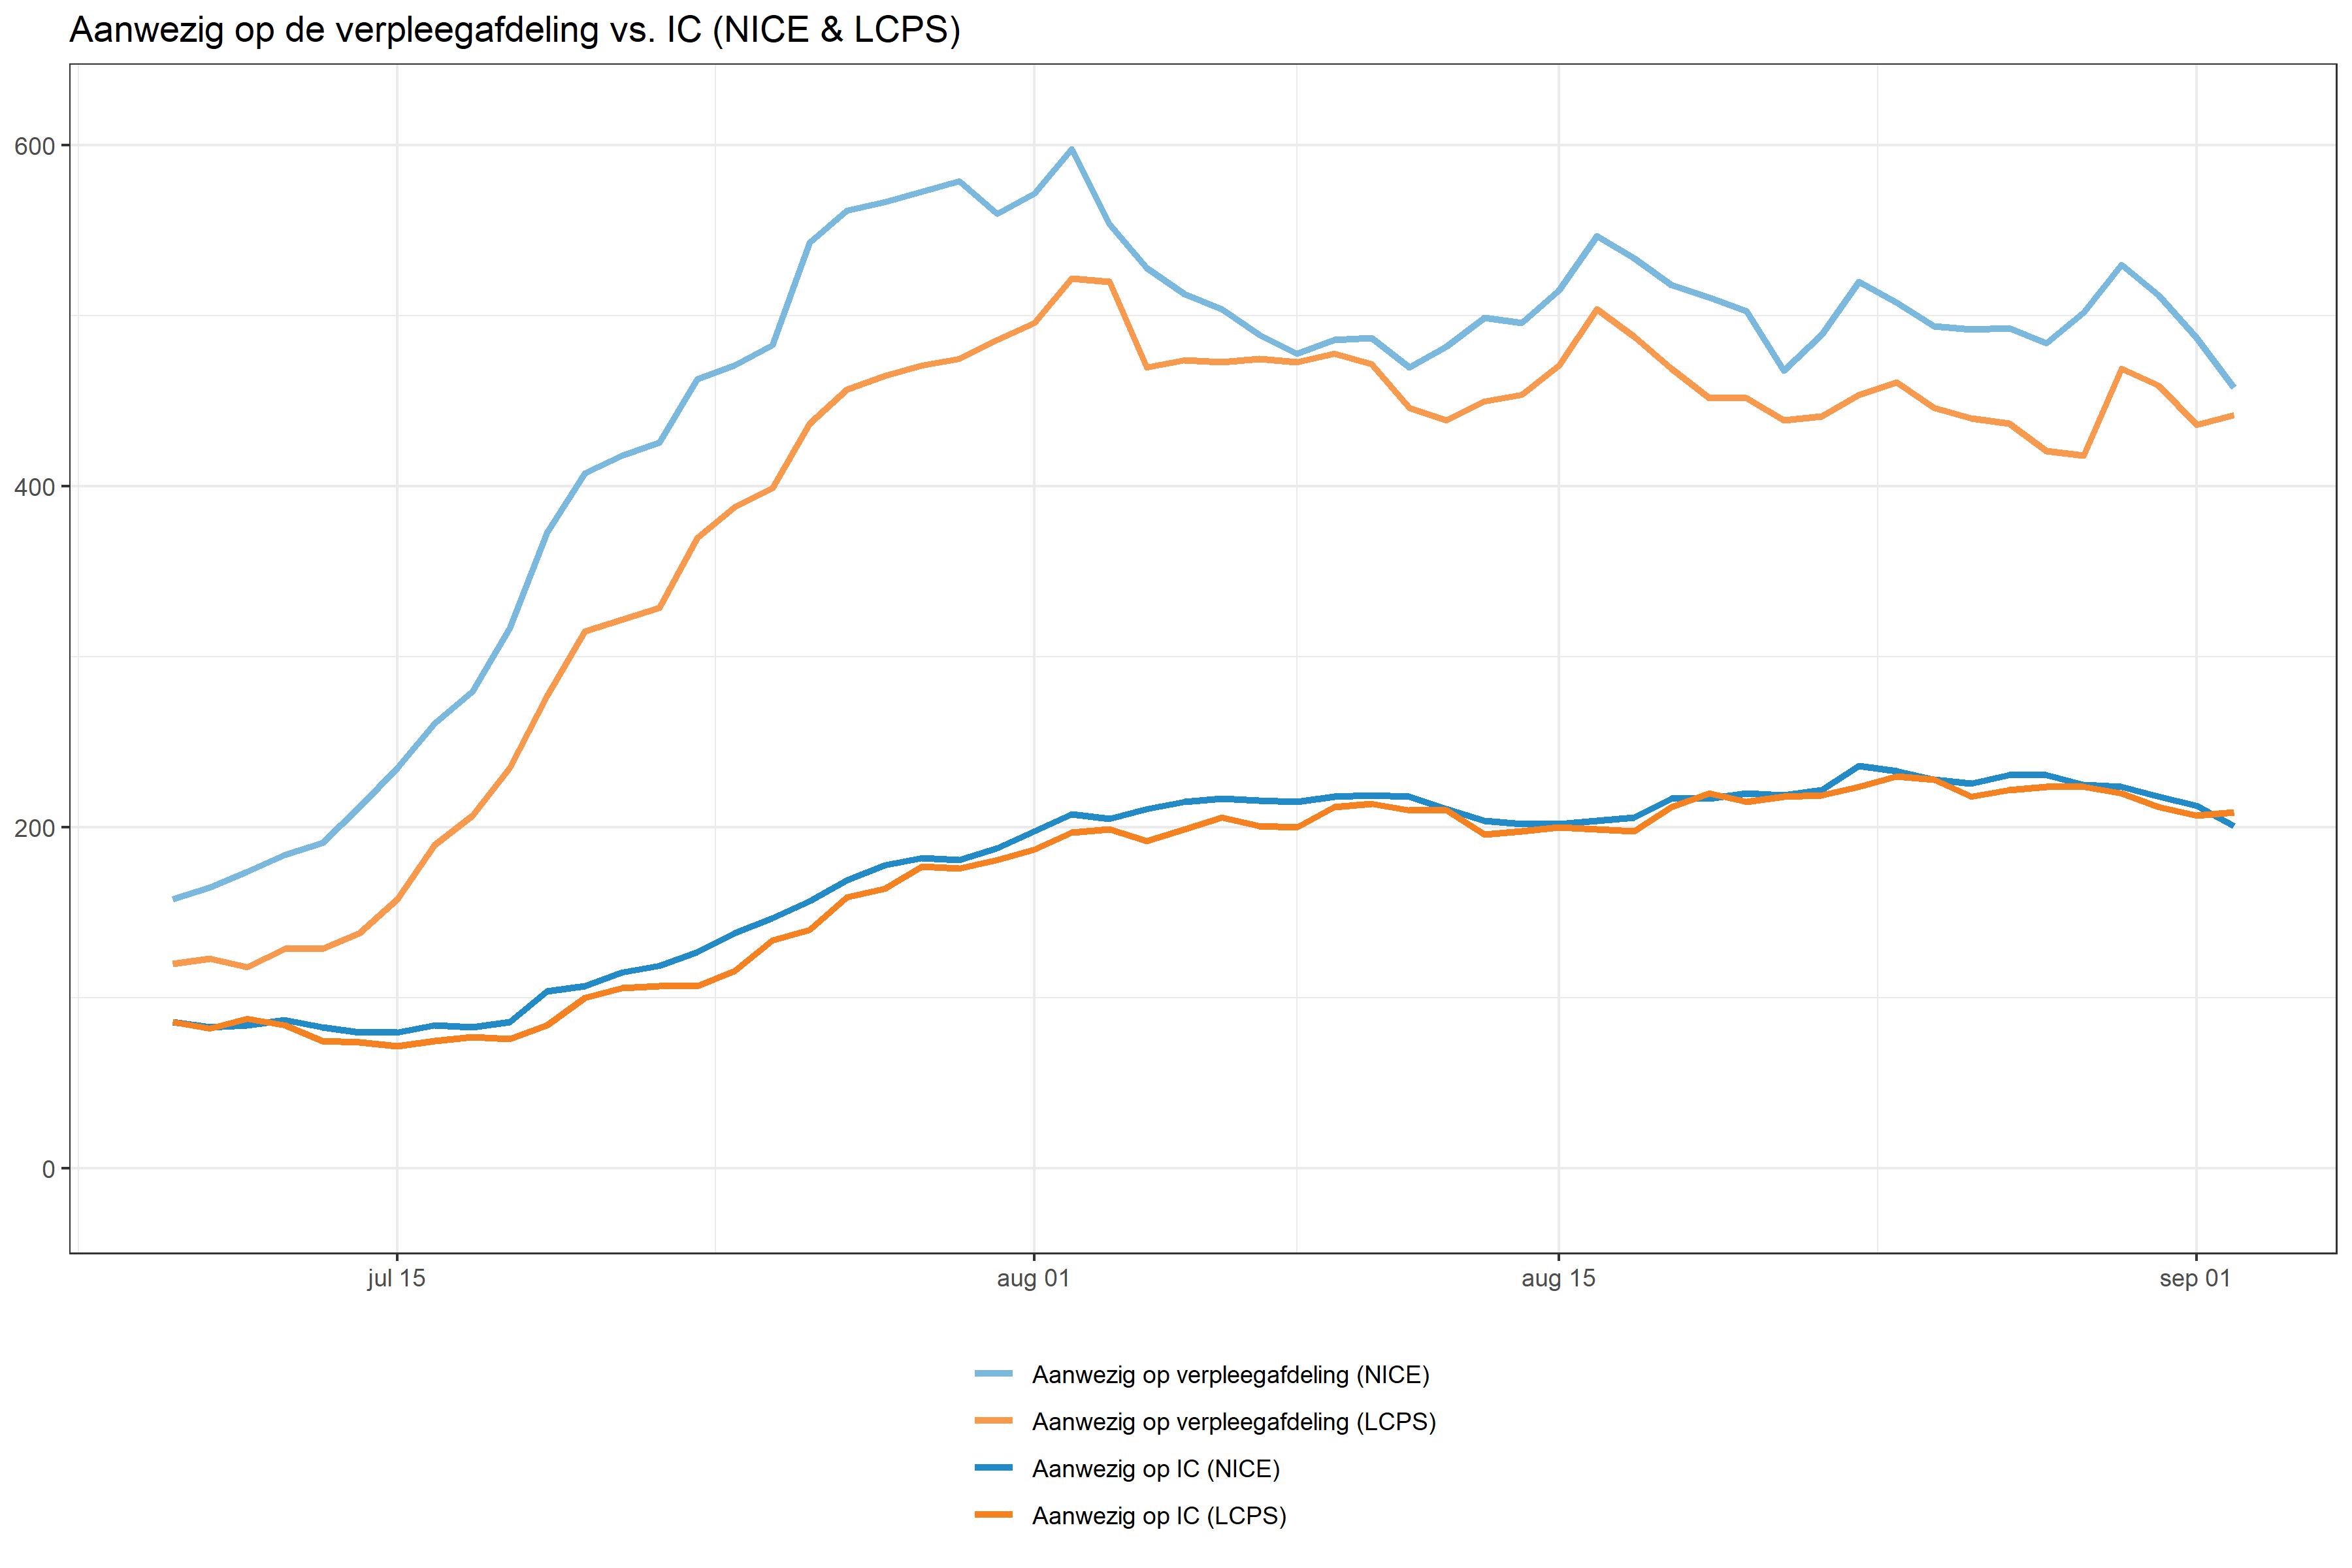 Aanwezig op de verpleegafdeling vs. IC (NICE & LCPS)
600
400
200
0
jul 15
aug 01
aug 15
sep 01
Aanwezig op verpleegafdeling (NICE)
Aanwezig op verpleegafdeling (LCPS)
Aanwezig op IC (NICE)
Aanwezig op IC (LCPS)